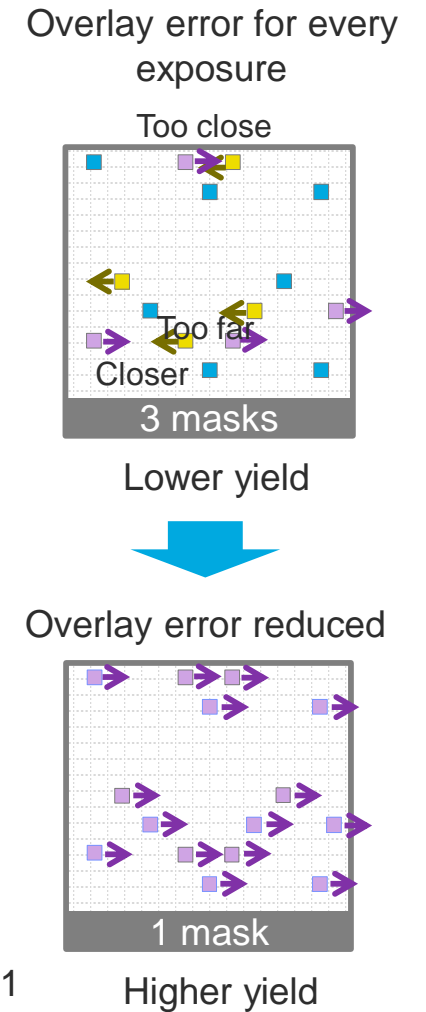 Overlay error for every
exposure
Too close
Too far
Closer
3 masks
Lower yield
Overlay error reduced
1 mask
1
Higher yield